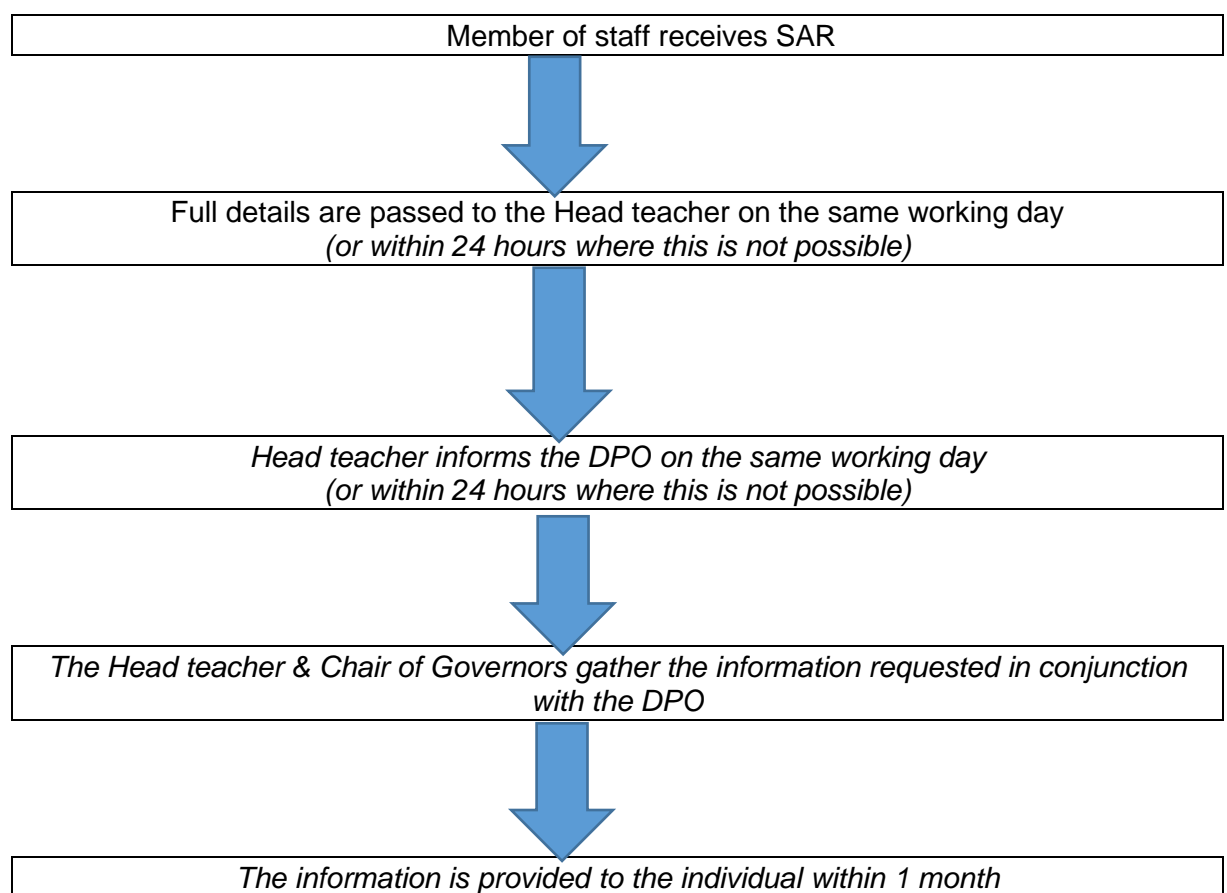 Member of staff receives SAR
Full details are passed to the Head teacher on the same working day
(or within 24 hours where this is not possible)
Head teacher informs the DPO on the same working day
(or within 24 hours where this is not possible)
The Head teacher & Chair of Governors gather the information requested in conjunction
with the DPO
The information is provided to the individual within 1 month